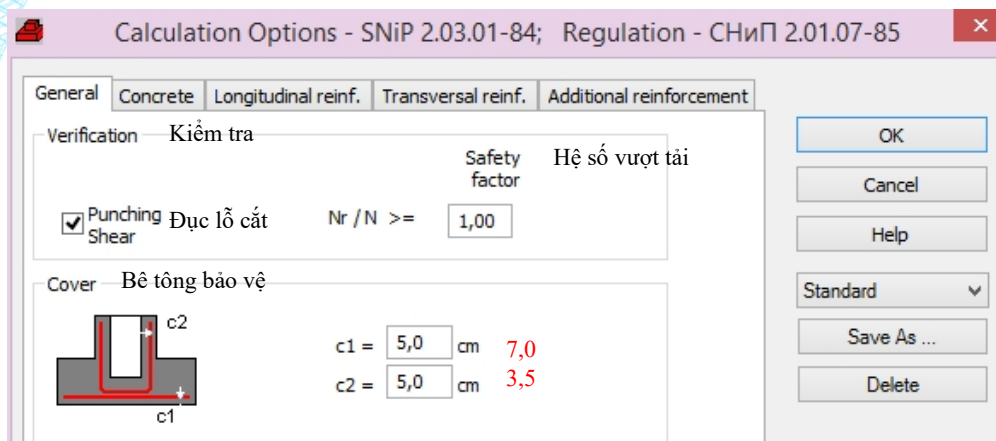 Calculation Options - SNiP 2.03.01-84; Regulation - СНиП 2.01.07-85
General Concrete Longitudinal reinf. Transversal reinf. Additional reinforcement
Verification Kiểm tra
Safety factor Hệ số vượt tải
Punching Shear Đục lỗ cắt Nr / N >= 1,00
Cover Bê tông bảo vệ
c2
c1 = 5,0 cm 7,0
c2 = 5,0 cm 3,5
c1
OK
Cancel
Help
Standard
Save As ...
Delete